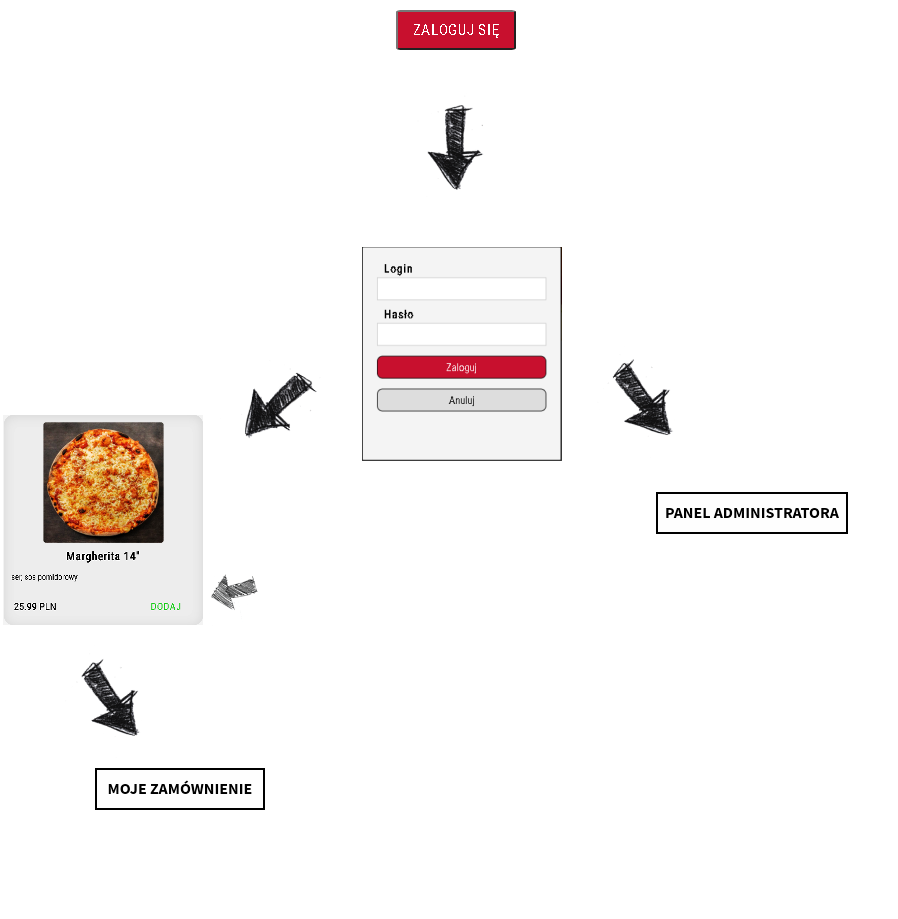 ZALOGUJ SIĘ
Login
Hasło
Zaloguj
Anuluj
PANEL ADMINISTRATORA
Margherita 14"
ser, sos pomidorowy
25.99 PLN DODAJ
MOJE ZAMÓWNIENIE